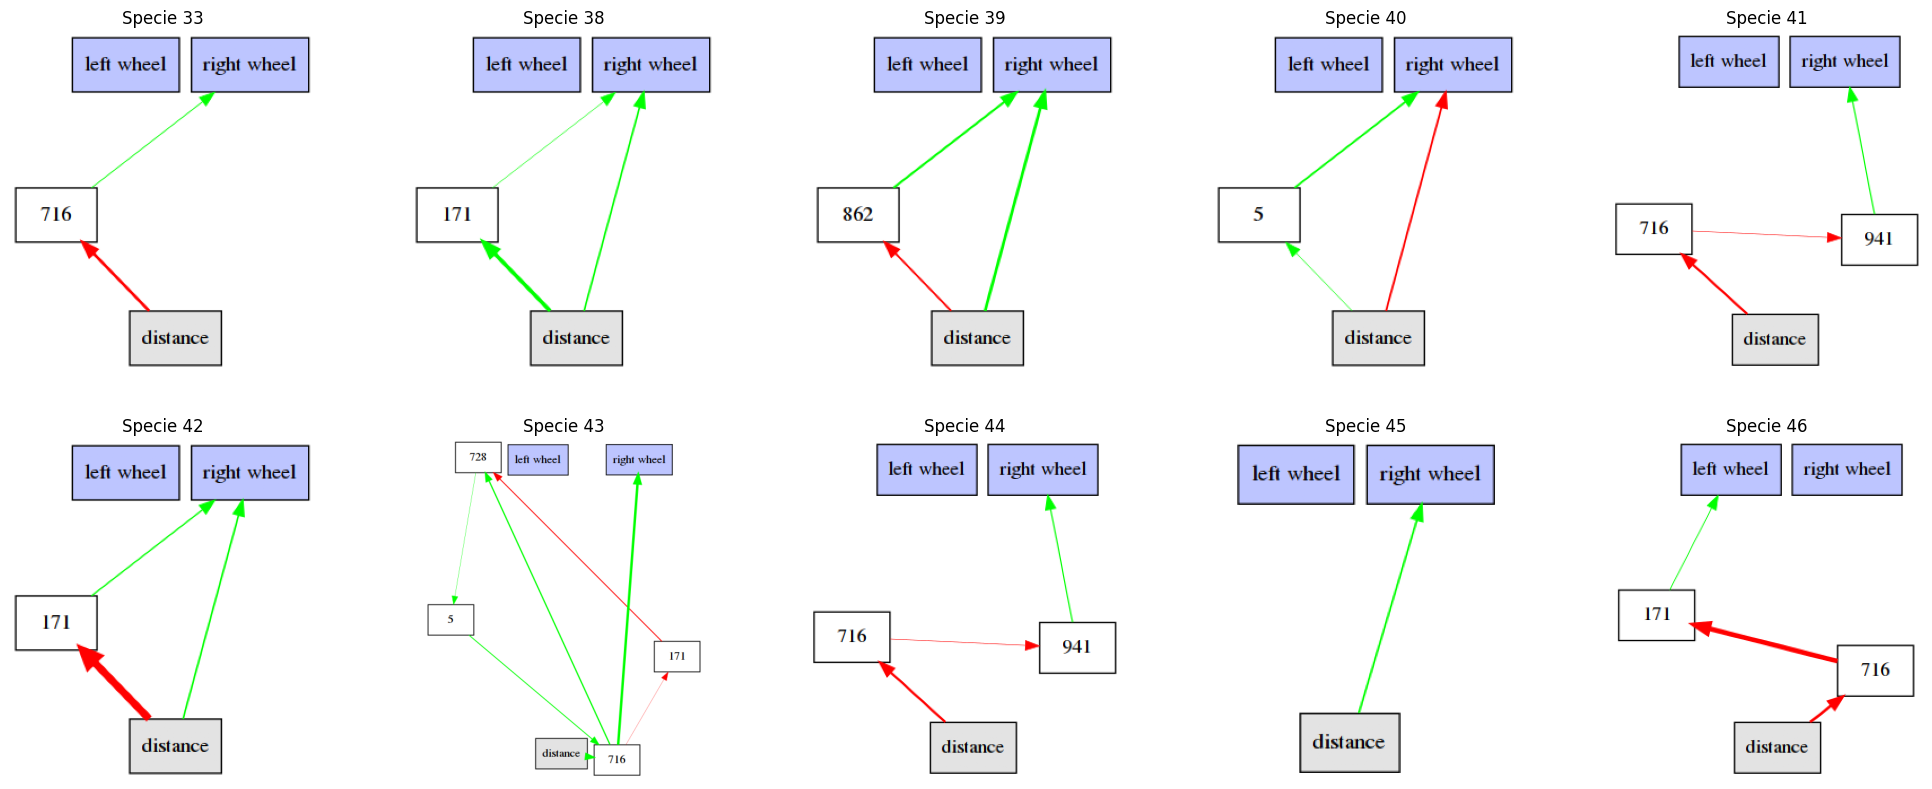 Specie 33
left wheel right wheel
716
distance
Specie 38
left wheel right wheel
171
distance
Specie 39
left wheel right wheel
862
distance
Specie 40
left wheel right wheel
5
distance
Specie 41
left wheel right wheel
716
941
distance
Specie 42
left wheel right wheel
171
distance
Specie 43
728 left wheel right wheel
5
171
distance 716
Specie 44
left wheel right wheel
716
941
distance
Specie 45
left wheel right wheel
distance
Specie 46
left wheel right wheel
171
716
distance